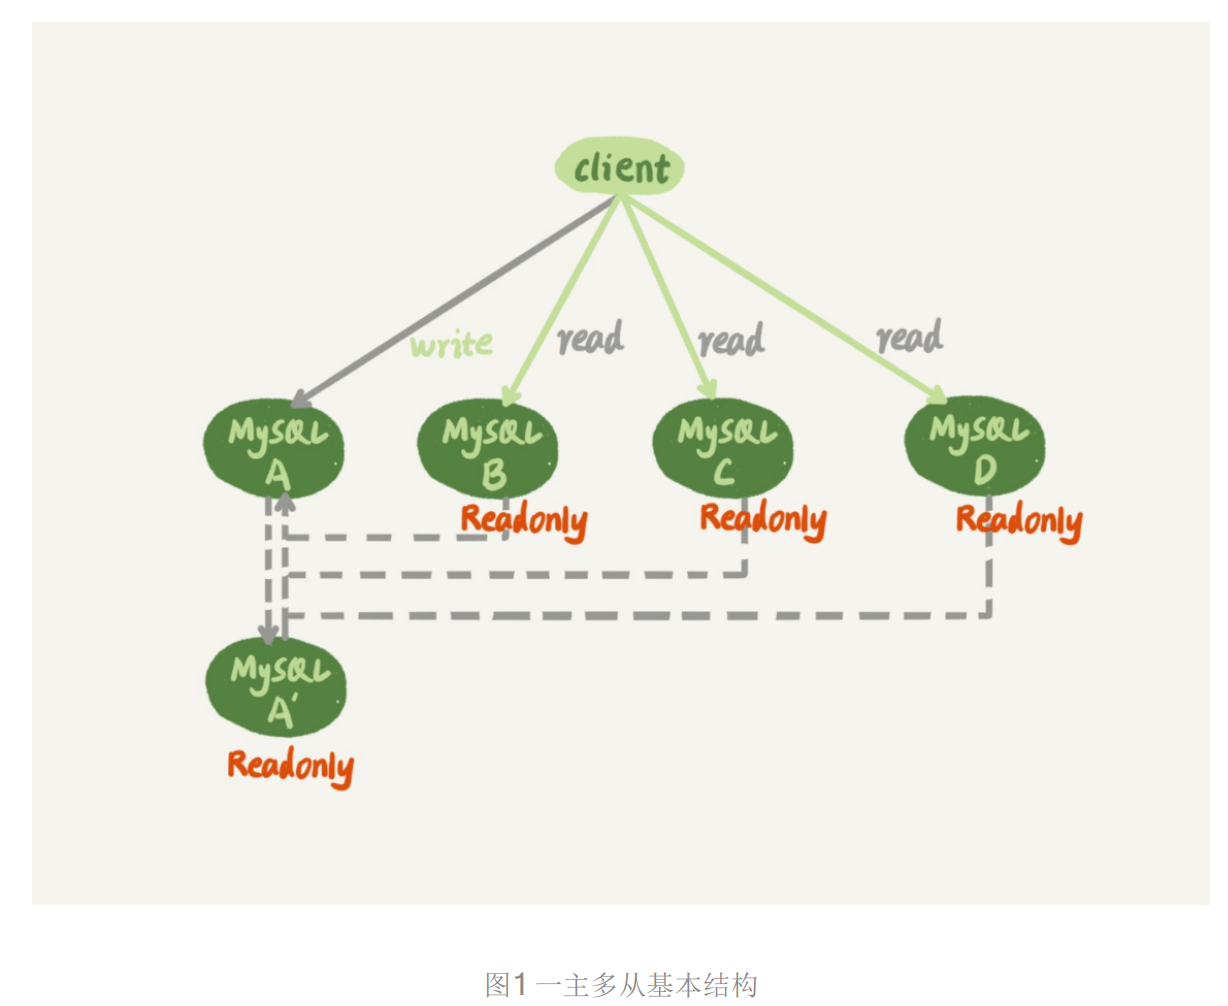 client
write
read
read
read
MySQL
A
MySQL
B
MySQL
C
MySQL
D
Readonly
Readonly
Readonly
MySQL
A'
Readonly
图1 一主多从基本结构